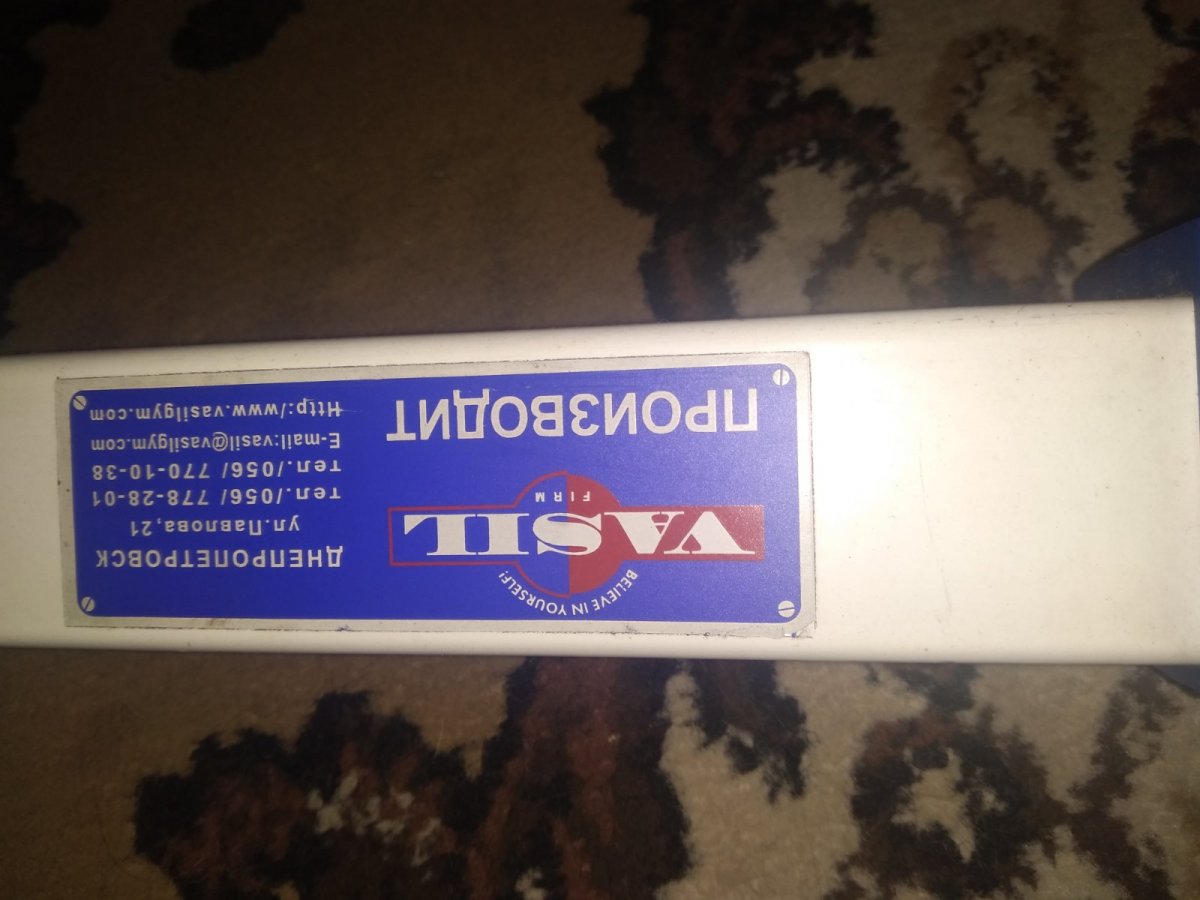 BELIEVE IN YOURSELF!
VASIL
FIRM
ПРОИЗВОДИТ
ДНЕПРОПЕТРОВСК
ул.Павлова,21
тел./056/ 778-28-01
тел./056/ 770-10-38
E-mail:vasil@vasilgym.com
Http:/www.vasilgym.com